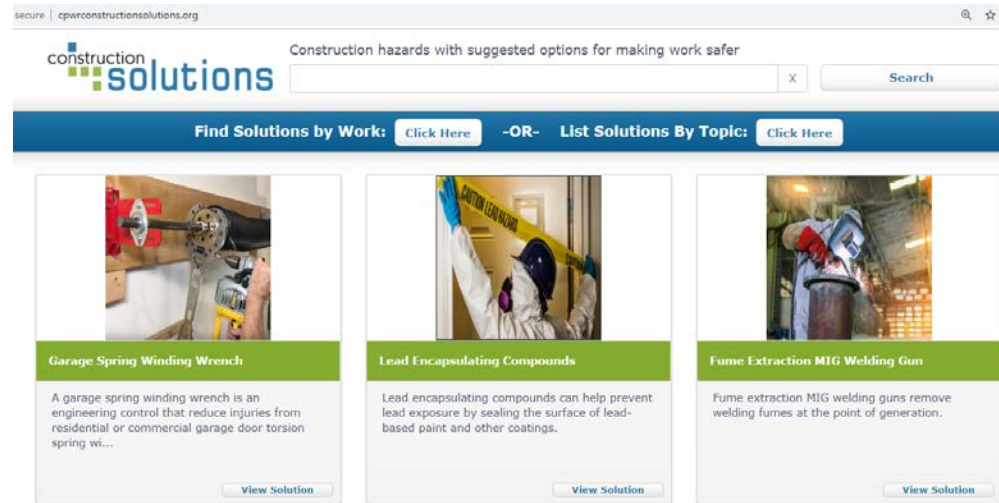 secure | cpwrconstructionsolutions.org
construction
solutions
Construction hazards with suggested options for making work safer
X
Search
Find Solutions by Work: Click Here -OR- List Solutions By Topic: Click Here
CAUTION LEAD HAZARD
Garage Spring Winding Wrench
A garage spring winding wrench is an
engineering control that reduce injuries from
residential or commercial garage door torsion
spring wi...
View Solution
Lead Encapsulating Compounds
Lead encapsulating compounds can help prevent
lead exposure by sealing the surface of lead-
based paint and other coatings.
View Solution
Fume Extraction MIG Welding Gun
Fume extraction MIG welding guns remove
welding fumes at the point of generation.
View Solution